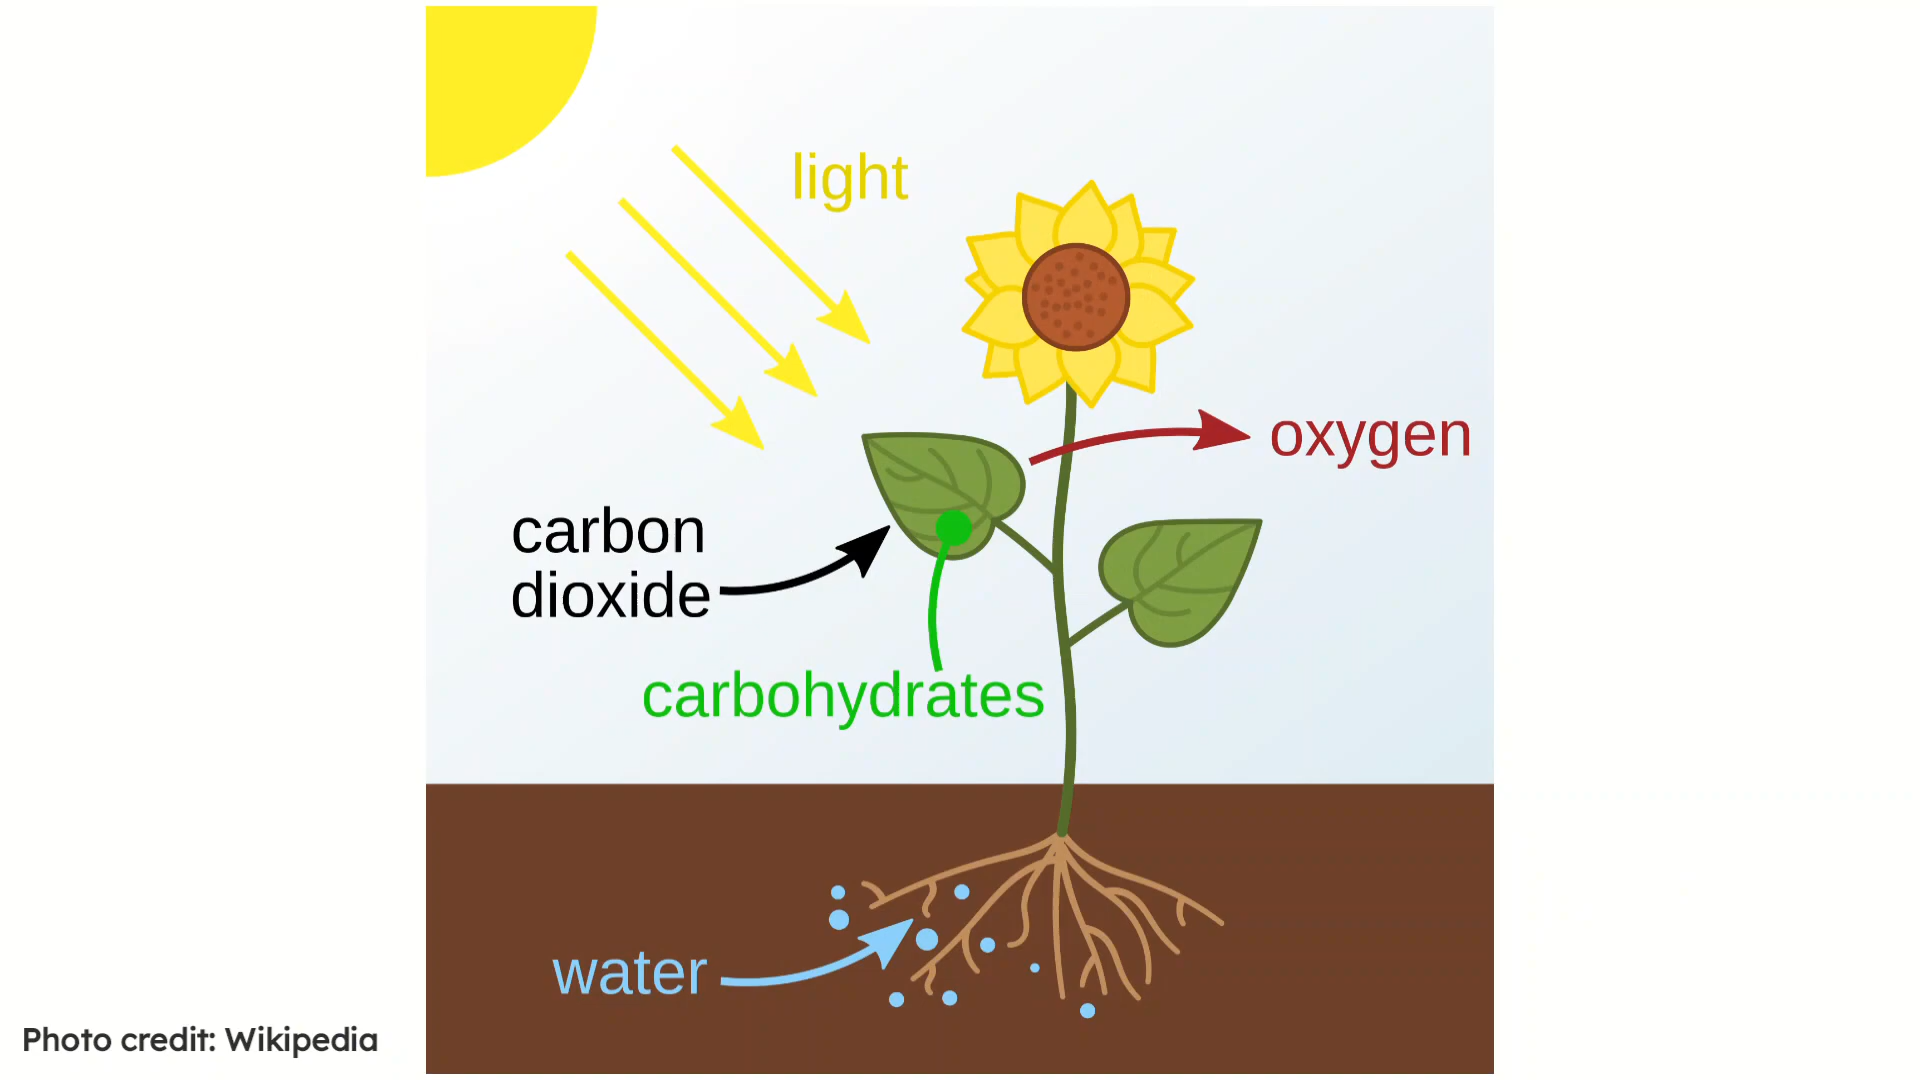 light
oxygen
carbon
dioxide
carbohydrates
water
Photo credit: Wikipedia